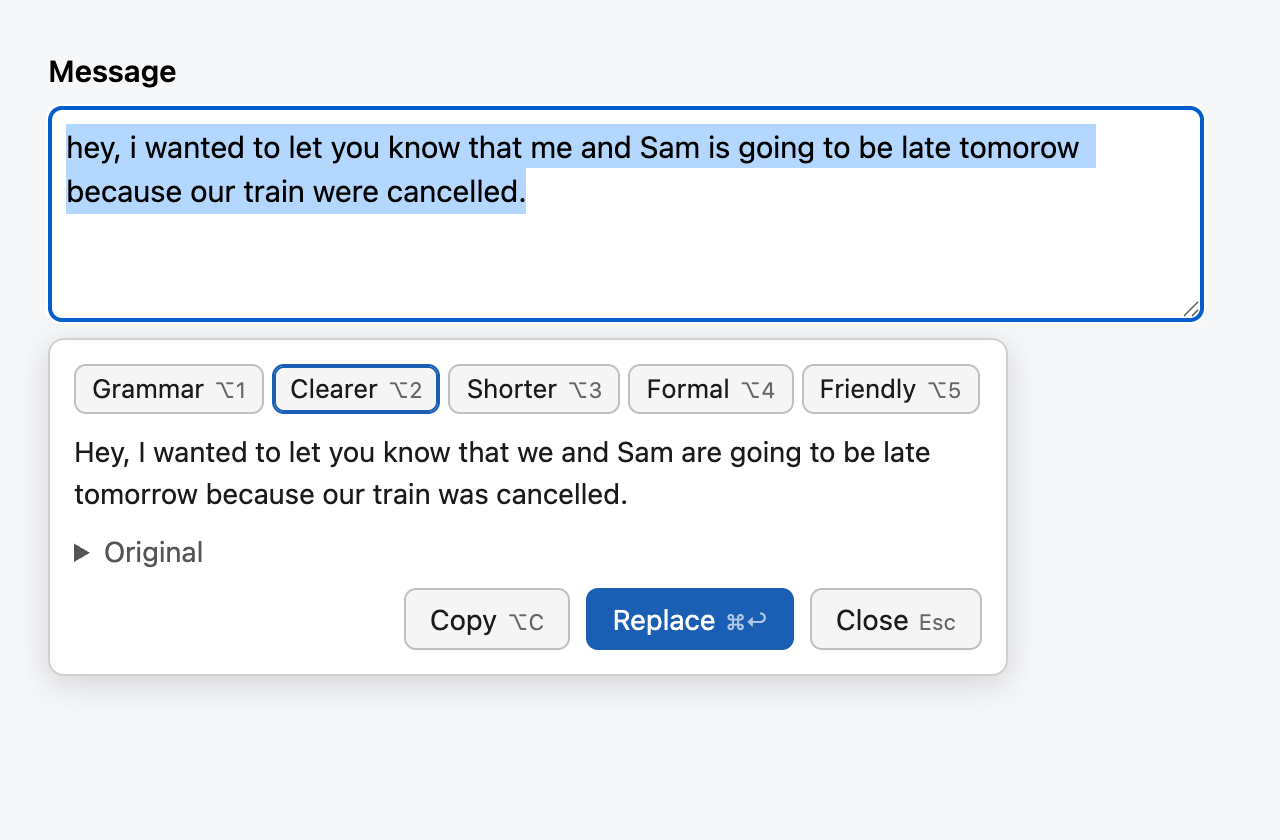 Message
hey, i wanted to let you know that me and Sam is going to be late tomorow
because our train were cancelled.
Grammar ⌥1 Clearer ⌥2 Shorter ⌥3 Formal ⌥4 Friendly ⌥5
Hey, I wanted to let you know that we and Sam are going to be late
tomorrow because our train was cancelled.
▶ Original
Copy ⌥C Replace ⌘↩ Close Esc